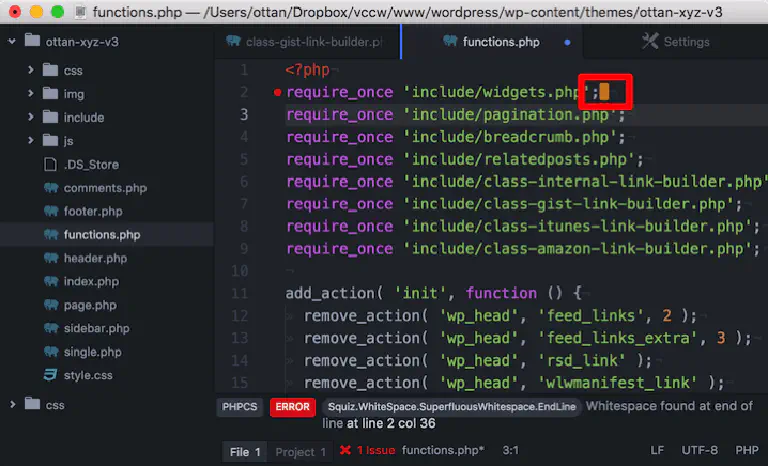 functions.php — /Users/ottan/Dropbox/vccw/www/wordpress/wp-content/themes/ottan-xyz-v3
ottan-xyz-v3
css
img
include
js
.DS_Store
comments.php
footer.php
functions.php
header.php
index.php
page.php
sidebar.php
single.php
style.css
css
class-gist-link-builder.p
functions.php
Settings
1 <?php
2 require_once 'include/widgets.php';
3 require_once 'include/pagination.php';
4 require_once 'include/breadcrumb.php';
5 require_once 'include/relatedposts.php';
6 require_once 'include/class-internal-link-builder.php'
7 require_once 'include/class-gist-link-builder.php';
8 require_once 'include/class-itunes-link-builder.php';
9 require_once 'include/class-amazon-link-builder.php';
10
11 add_action( 'init', function () {
12 remove_action( 'wp_head', 'feed_links', 2 );
13 remove_action( 'wp_head', 'feed_links_extra', 3 );
14 remove_action( 'wp_head', 'rsd_link' );
15 remove_action( 'wp_head', 'wlwmanifest_link' );
PHPCS ERROR Squiz.WhiteSpace.SuperfluousWhitespace.EndLine Whitespace found at end of
line at line 2 col 36
File 1 Project 1 1 Issue functions.php* 3:1 LF UTF-8 PHP